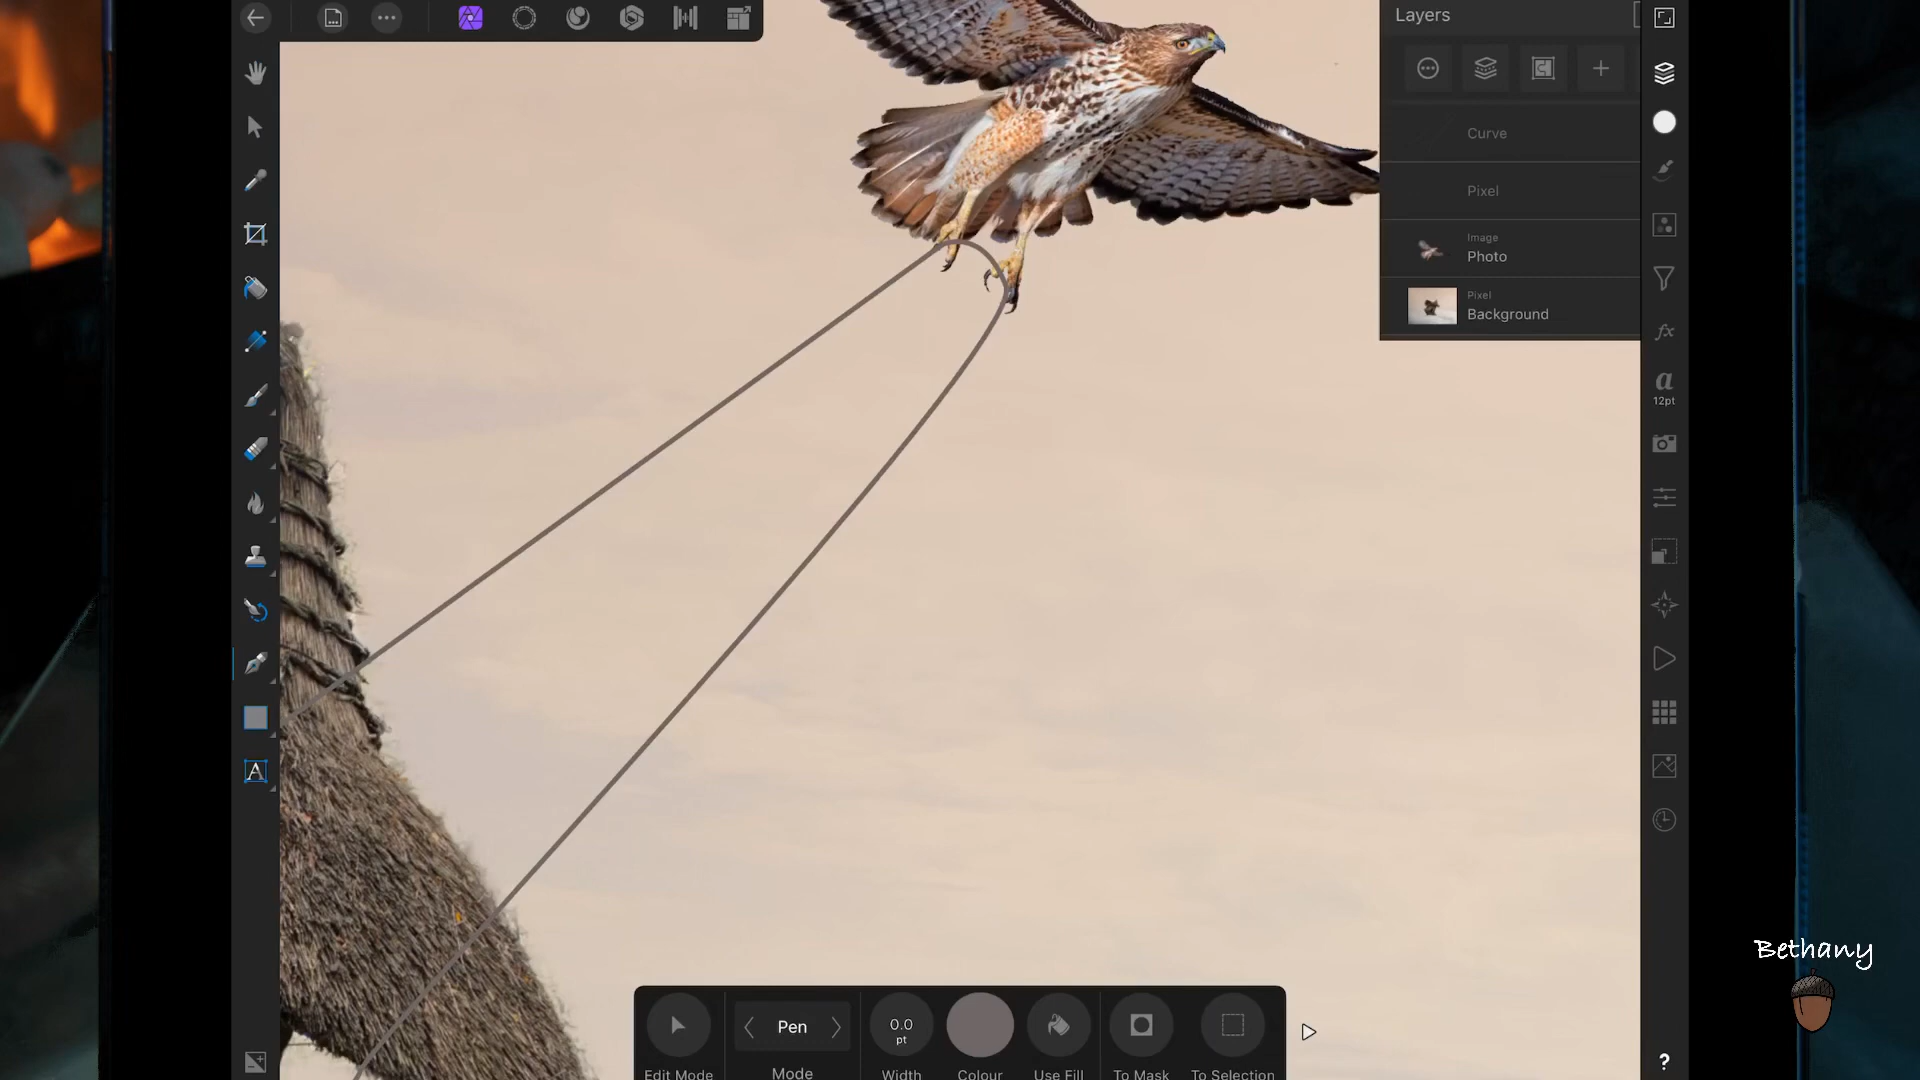 Layers
Curve
Pixel
Image
Photo
Pixel
Background
a
12pt
A
Bethany
Pen
0.0
pt
Edit Mode
Mode
Width
Colour
Use Fill
To Mask
To Selection
?